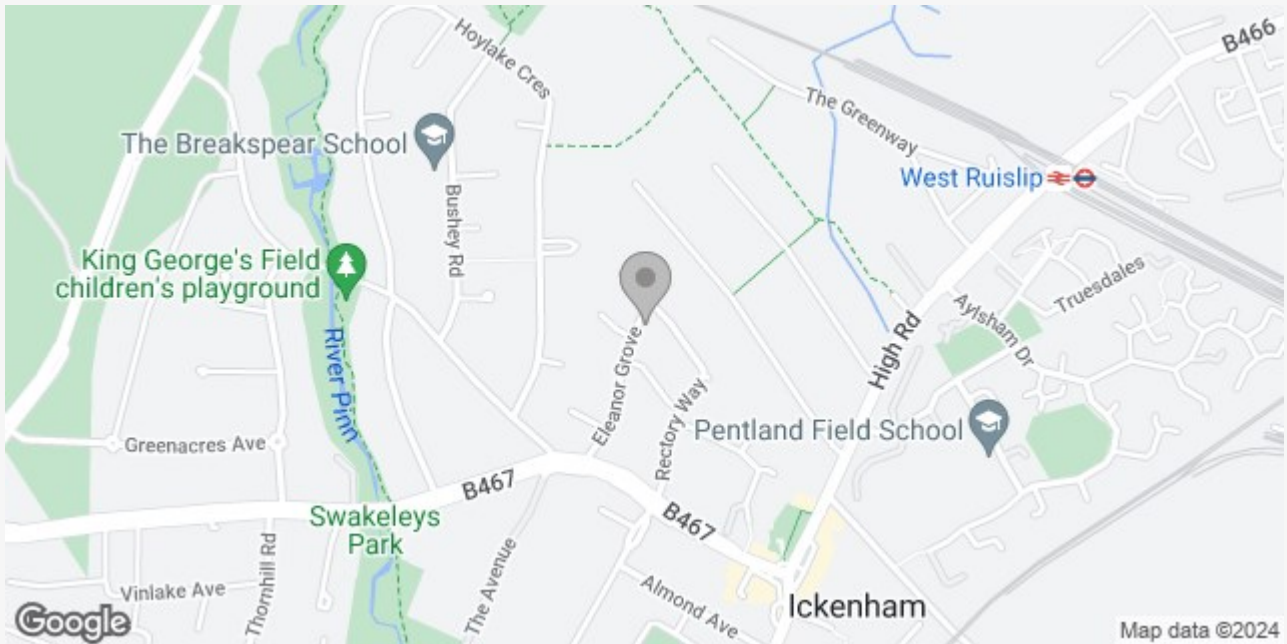 Hoylake Cres
B466
The Greenway
The Breakspear School
West Ruislip
Bushey Rd
King George's Field
children's playground
Truesdales
Aylsham Dr
River Pinn
Eleanor Grove
High Rd
Rectory Way
Pentland Field School
Greenacres Ave
B467
B467
Swakeleys
Park
Thornhill Rd
The Avenue
Vinlake Ave
Almond Ave
Ickenham
Google
Map data ©2024